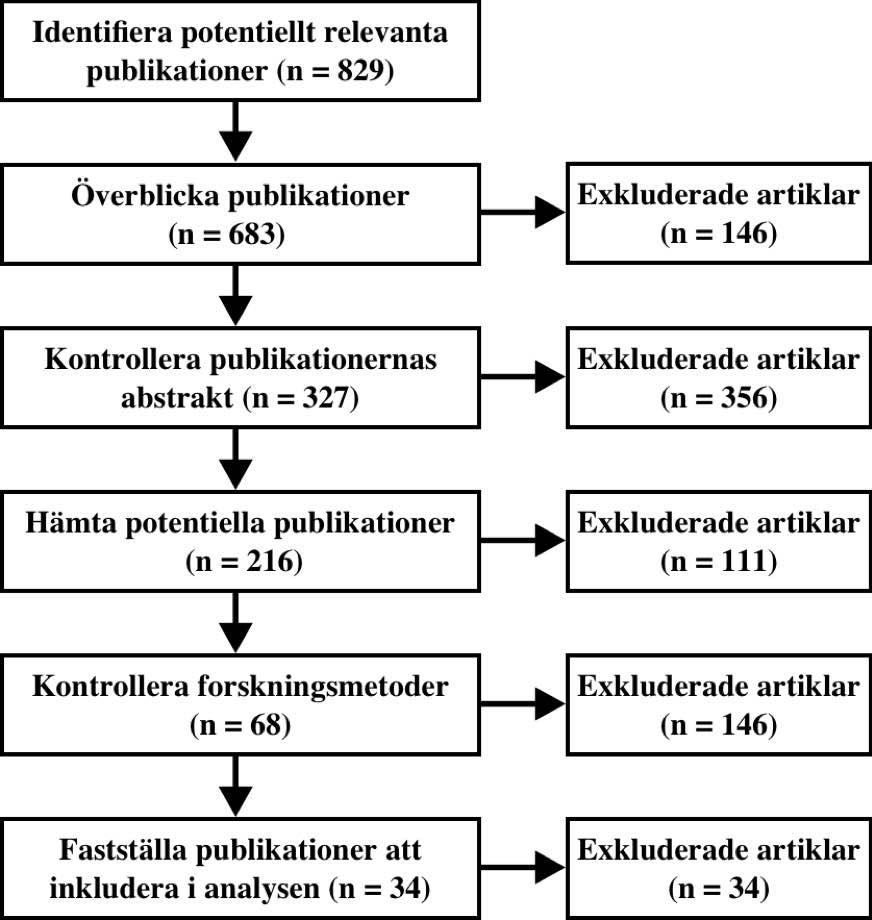 Identifiera potentiellt relevanta
publikationer (n = 829)
Överblicka publikationer
(n = 683)
Exkluderade artiklar
(n = 146)
Kontrollera publikationernas
abstrakt (n = 327)
Exkluderade artiklar
(n = 356)
Hämta potentiella publikationer
(n = 216)
Exkluderade artiklar
(n = 111)
Kontrollera forskningsmetoder
(n = 68)
Exkluderade artiklar
(n = 146)
Fastställa publikationer att
inkludera i analysen (n = 34)
Exkluderade artiklar
(n = 34)